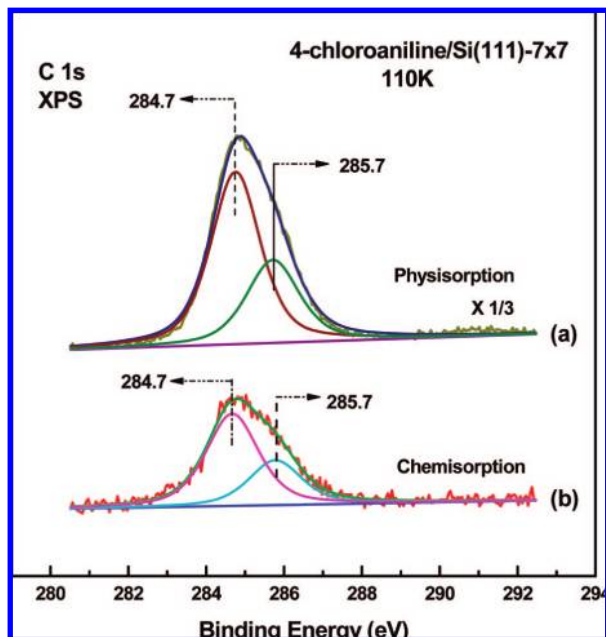 C 1s
XPS
4-chloroaniline/Si(111)-7x7
110K
284.7
285.7
Physisorption
X 1/3
(a)
284.7
285.7
Chemisorption
(b)
280 282 284 286 288 290 292 294
Binding Energy (eV)